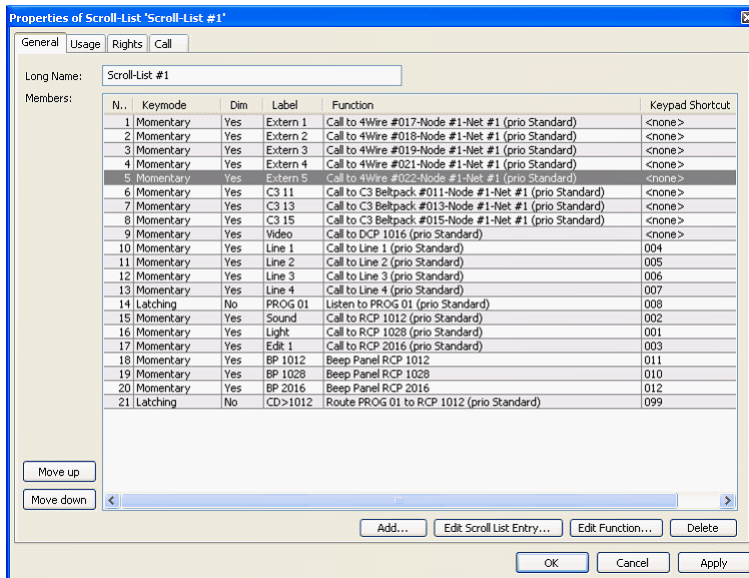 Properties of Scroll-List 'Scroll-List #1'
General Usage Rights Call
Long Name: Scroll-List #1
Members:
N.. Keymode Dim Label Function Keypad Shortcut
1 Momentary Yes Extern 1 Call to 4Wire #017-Node #1-Net #1 (prio Standard) <none>
2 Momentary Yes Extern 2 Call to 4Wire #018-Node #1-Net #1 (prio Standard) <none>
3 Momentary Yes Extern 3 Call to 4Wire #019-Node #1-Net #1 (prio Standard) <none>
4 Momentary Yes Extern 4 Call to 4Wire #021-Node #1-Net #1 (prio Standard) <none>
5 Momentary Yes Extern 5 Call to 4Wire #022-Node #1-Net #1 (prio Standard) <none>
6 Momentary Yes C3 11 Call to C3 Beltpack #011-Node #1-Net #1 (prio Standard) <none>
7 Momentary Yes C3 13 Call to C3 Beltpack #013-Node #1-Net #1 (prio Standard) <none>
8 Momentary Yes C3 15 Call to C3 Beltpack #015-Node #1-Net #1 (prio Standard) <none>
9 Momentary Yes Video Call to DCP 1016 (prio Standard) <none>
10 Momentary Yes Line 1 Call to Line 1 (prio Standard) 004
11 Momentary Yes Line 2 Call to Line 2 (prio Standard) 005
12 Momentary Yes Line 3 Call to Line 3 (prio Standard) 006
13 Momentary Yes Line 4 Call to Line 4 (prio Standard) 007
14 Latching No PROG 01 Listen to PROG 01 (prio Standard) 008
15 Momentary Yes Sound Call to RCP 1012 (prio Standard) 002
16 Momentary Yes Light Call to RCP 1028 (prio Standard) 001
17 Momentary Yes Edit 1 Call to RCP 2016 (prio Standard) 003
18 Momentary Yes BP 1012 Beep Panel RCP 1012 011
19 Momentary Yes BP 1028 Beep Panel RCP 1028 010
20 Momentary Yes BP 2016 Beep Panel RCP 2016 012
21 Latching No CD>1012 Route PROG 01 to RCP 1012 (prio Standard) 099
Move up
Move down
Add... Edit Scroll List Entry... Edit Function... Delete
OK Cancel Apply